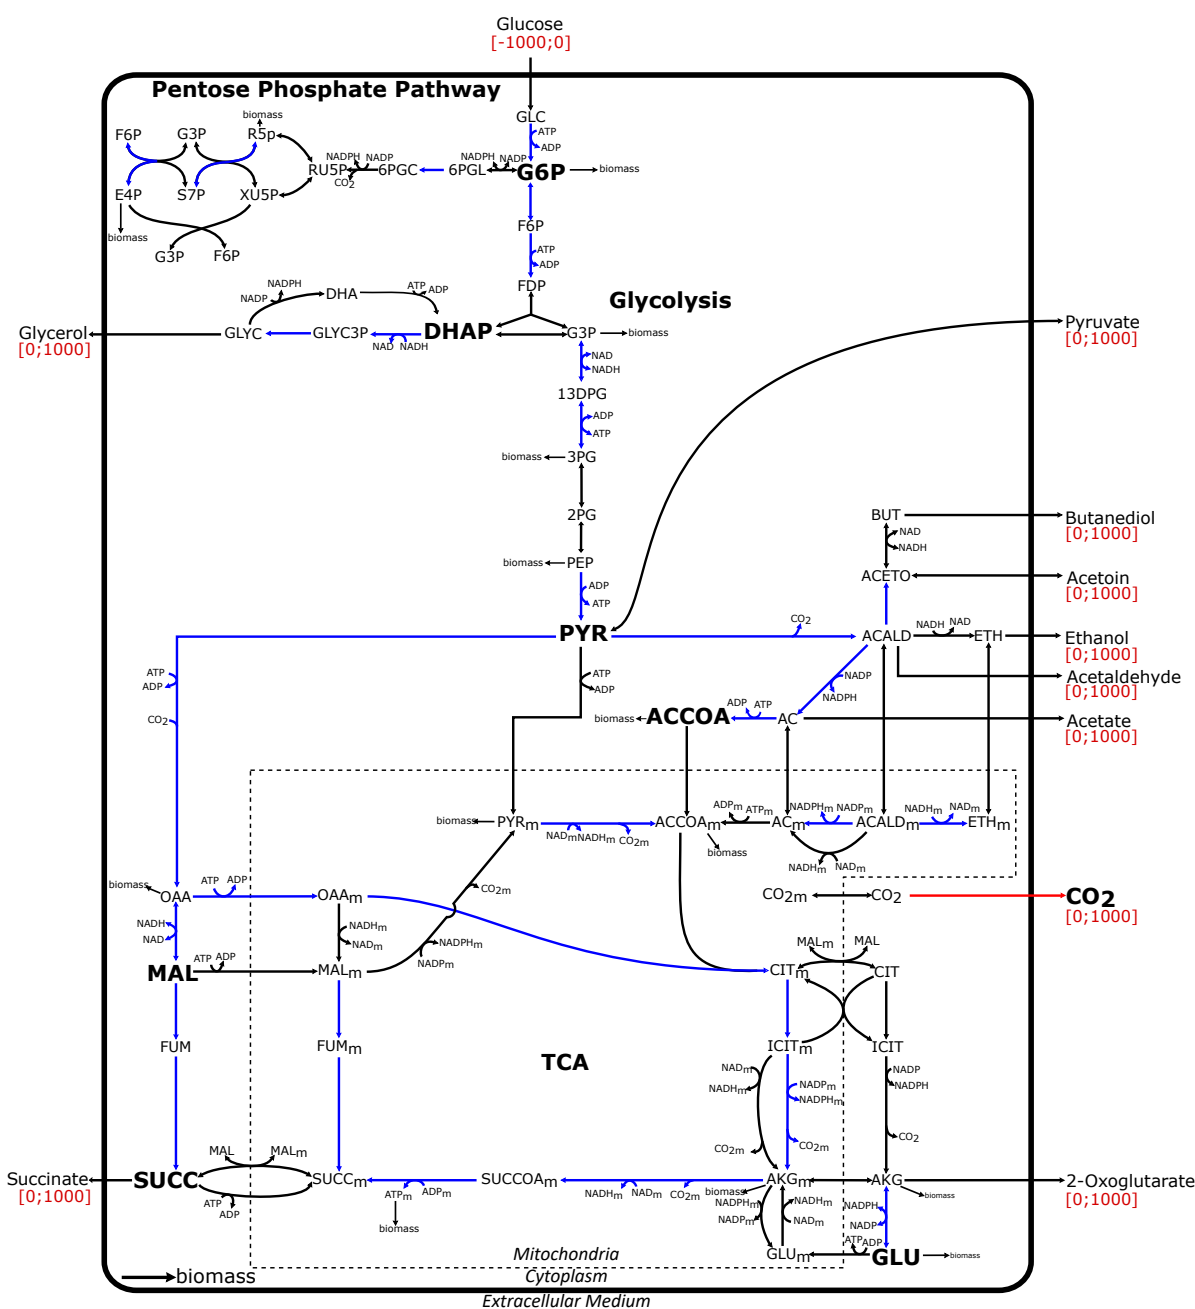 Glucose
[-1000;0]
Pentose Phosphate Pathway
biomass
GLC
F6P G3P R5p
ATP
ADP
NADPH NADP
NADPH NADP
RU5P 6PGC 6PGL G6P biomass
CO2
E4P S7P XU5P
F6P
biomass
G3P F6P
ATP
ADP
FDP
NADPH
NADP
DHA
ATP ADP
Glycolysis
Glycerol
[0;1000]
GLYC GLYC3P DHAP G3P biomass
NAD NADH
Pyruvate
[0;1000]
NAD
NADH
13DPG
ADP
ATP
biomass 3PG
2PG
BUT
Butanediol
[0;1000]
NAD
NADH
biomass PEP
ACETO
Acetoin
[0;1000]
ADP
ATP
CO2
PYR
ACALD
NADH NAD
ETH
Ethanol
[0;1000]
ATP
ADP
ATP
ADP
NADP
NADPH
Acetaldehyde
[0;1000]
CO2
biomass ACCOA
ADP ATP
AC
Acetate
[0;1000]
biomass PYRm
NADm NADHm CO2m
ACCOAm
ADPm ATPm
ACm
NADPHm NADPm
ACALDm
NADHm NADm
ETHm
biomass
NADHm NADm
biomass
OAA
ATP ADP
OAAm
CO2m
CO2m CO2
CO2
[0;1000]
NADH
NAD
NADHm
NADm
NADPHm
NADPm
MALm MAL
MAL
ATP ADP
MALm
CITm CIT
FUM FUMm
TCA
ICITm ICIT
NADm
NADHm
NADPm
NADPHm
NADP
NADPH
CO2m CO2m
CO2
Succinate
[0;1000]
SUCC
MAL MALm
ATP
ADP
SUCCm
ATPm ADPm
biomass
SUCCOAm
NADHm NADm CO2m
AKGm AKG
biomass
biomass
2-Oxoglutarate
[0;1000]
NADPHm
NADPm
NADHm
NADm
NADPH
NADP
GLUm
ATP ADP
GLU biomass
Mitochondria
biomass
Cytoplasm
Extracellular Medium